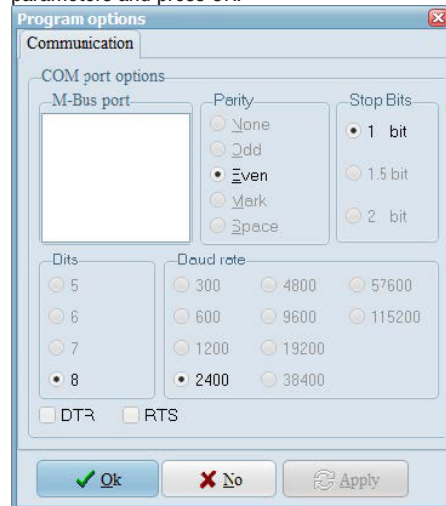 parameters and press OK.
Program options
Communication
COM port options
M-Bus port
Parity
Stop Bits
None
Odd
Even
Mark
Space
1 bit
1.5 bit
2 bit
Bits
5
6
7
8
Baud rate
300
4800
57600
600
9600
115200
1200
19200
2400
38400
DTR
RTS
Ok
No
Apply